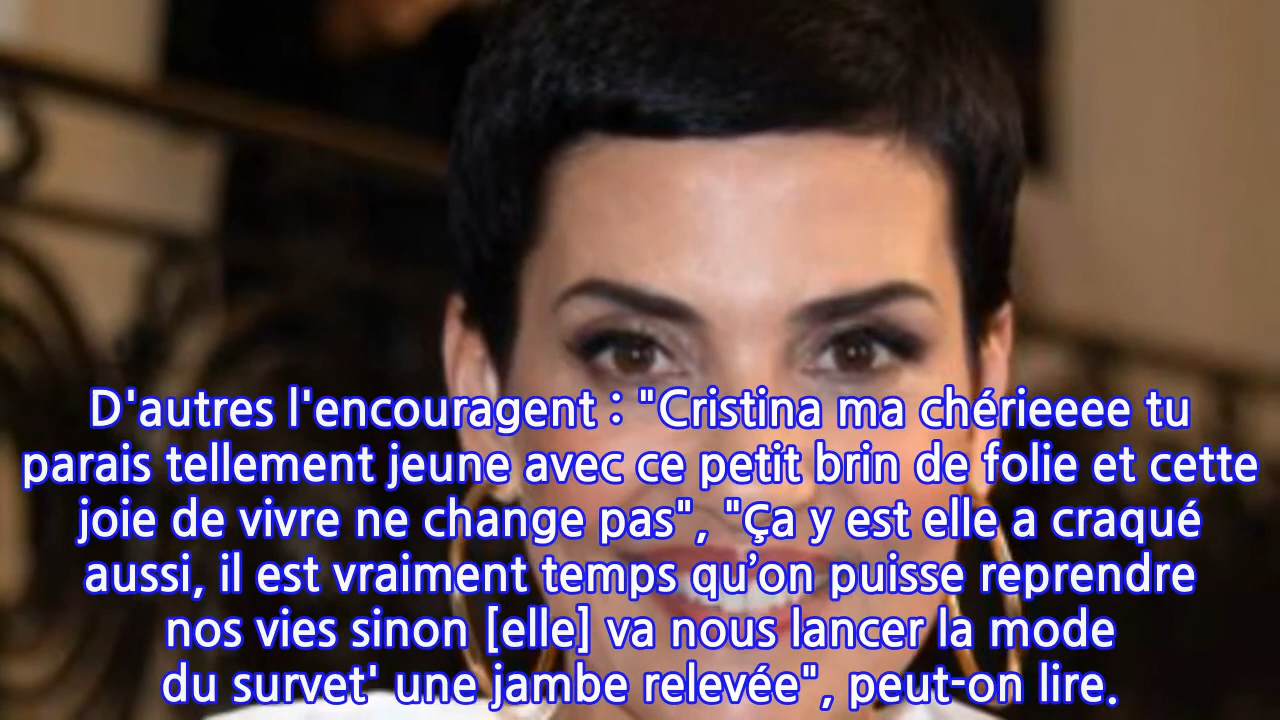 D'autres l'encouragent : "Cristina ma chérieeee tu
parais tellement jeune avec ce petit brin de folie et cette
joie de vivre ne change pas", "Ça y est elle a craqué
aussi, il est vraiment temps qu’on puisse reprendre
nos vies sinon [elle] va nous lancer la mode
du survet' une jambe relevée", peut-on lire.